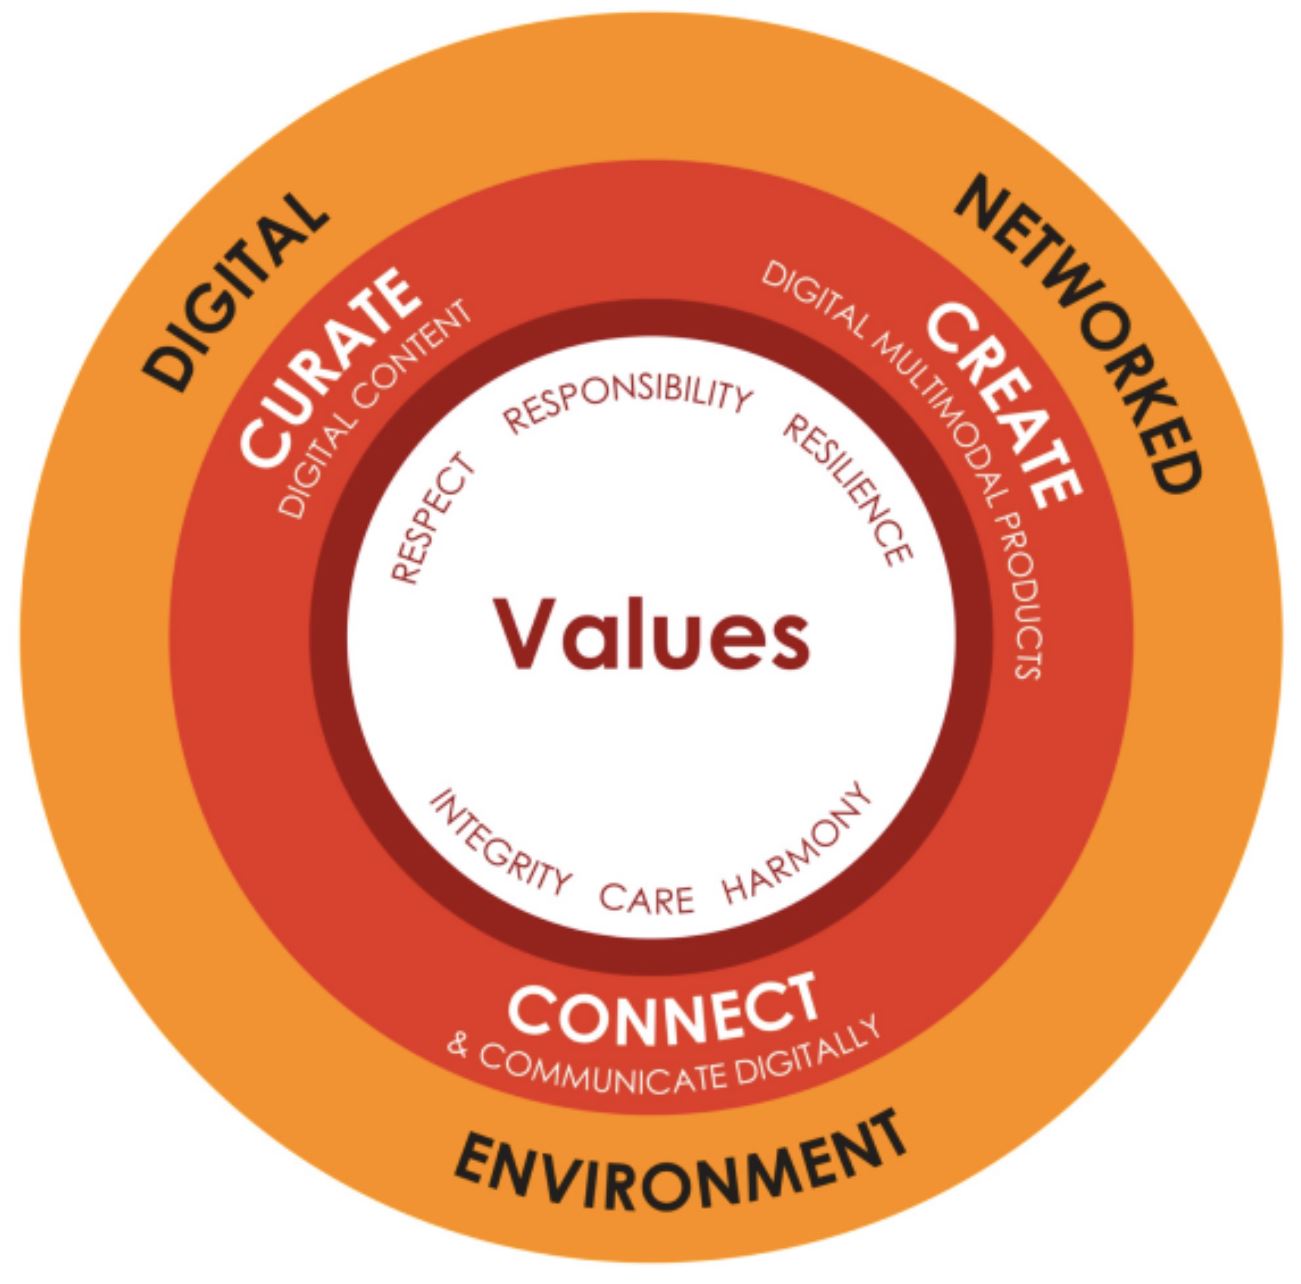 DIGITAL
NETWORKED
ENVIRONMENT
CURATE
DIGITAL CONTENT
CREATE
DIGITAL MULTIMODAL PRODUCTS
CONNECT
& COMMUNICATE DIGITALLY
RESPECT
RESPONSIBILITY
RESILIENCE
Values
INTEGRITY
CARE
HARMONY